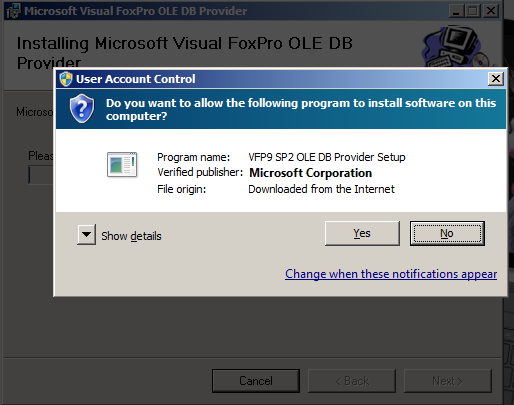 Microsoft Visual FoxPro OLE DB Provider
Installing Microsoft Visual FoxPro OLE DB
Provider
User Account Control
Do you want to allow the following program to install software on this
computer?
Program name: VFP9 SP2 OLE DB Provider Setup
Verified publisher: Microsoft Corporation
File origin: Downloaded from the Internet
Show details
Yes
No
Change when these notifications appear
Cancel
< Back
Next >